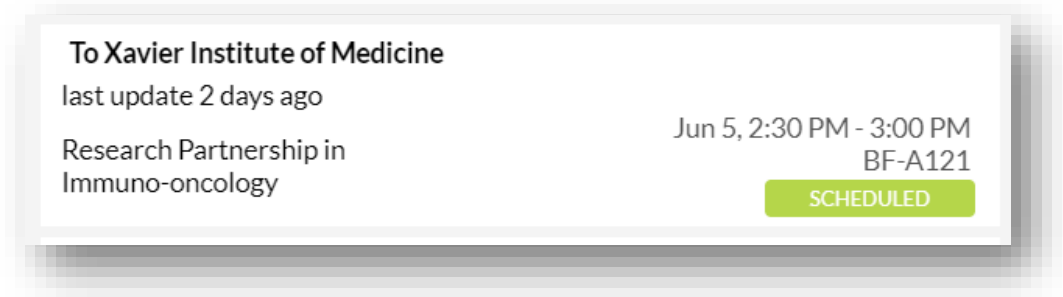 To Xavier Institute of Medicine
last update 2 days ago
Research Partnership in
Immuno-oncology
Jun 5, 2:30 PM - 3:00 PM
BF-A121
SCHEDULED